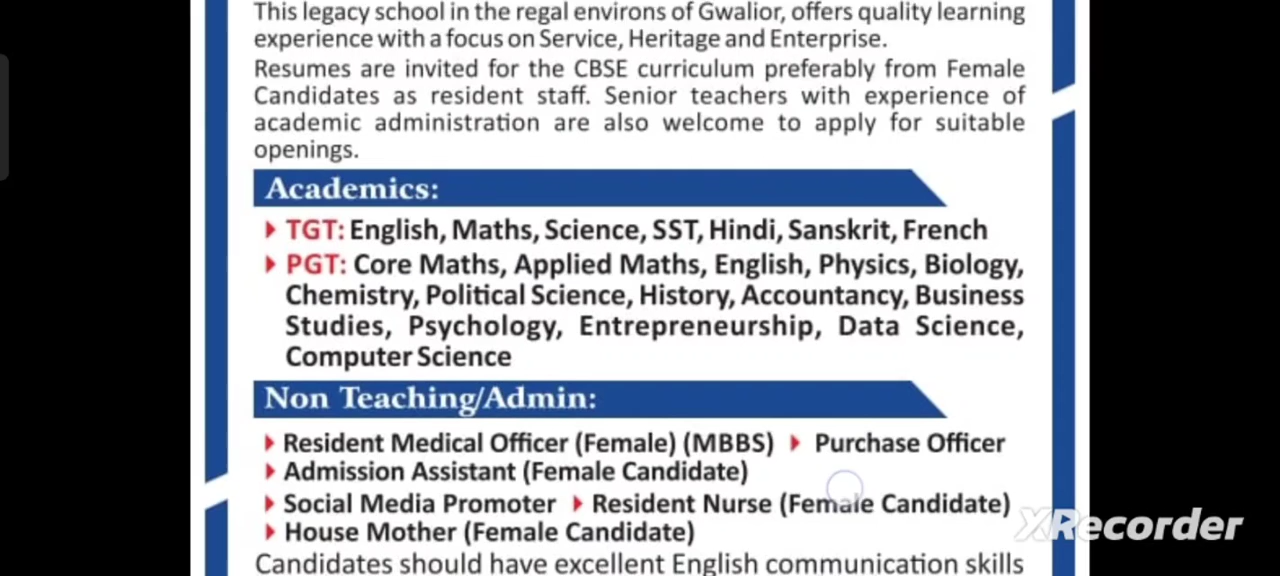 This legacy school in the regal environs of Gwalior, offers quality learning
experience with a focus on Service, Heritage and Enterprise.
Resumes are invited for the CBSE curriculum preferably from Female
Candidates as resident staff. Senior teachers with experience of
academic administration are also welcome to apply for suitable
openings.
Academics:
TGT: English, Maths, Science, SST, Hindi, Sanskrit, French
PGT: Core Maths, Applied Maths, English, Physics, Biology,
Chemistry, Political Science, History, Accountancy, Business
Studies, Psychology, Entrepreneurship, Data Science,
Computer Science
Non Teaching/Admin:
Resident Medical Officer (Female) (MBBS) Purchase Officer
Admission Assistant (Female Candidate)
Social Media Promoter Resident Nurse (Female Candidate)
House Mother (Female Candidate)
Candidates should have excellent English communication skills
XRecorder